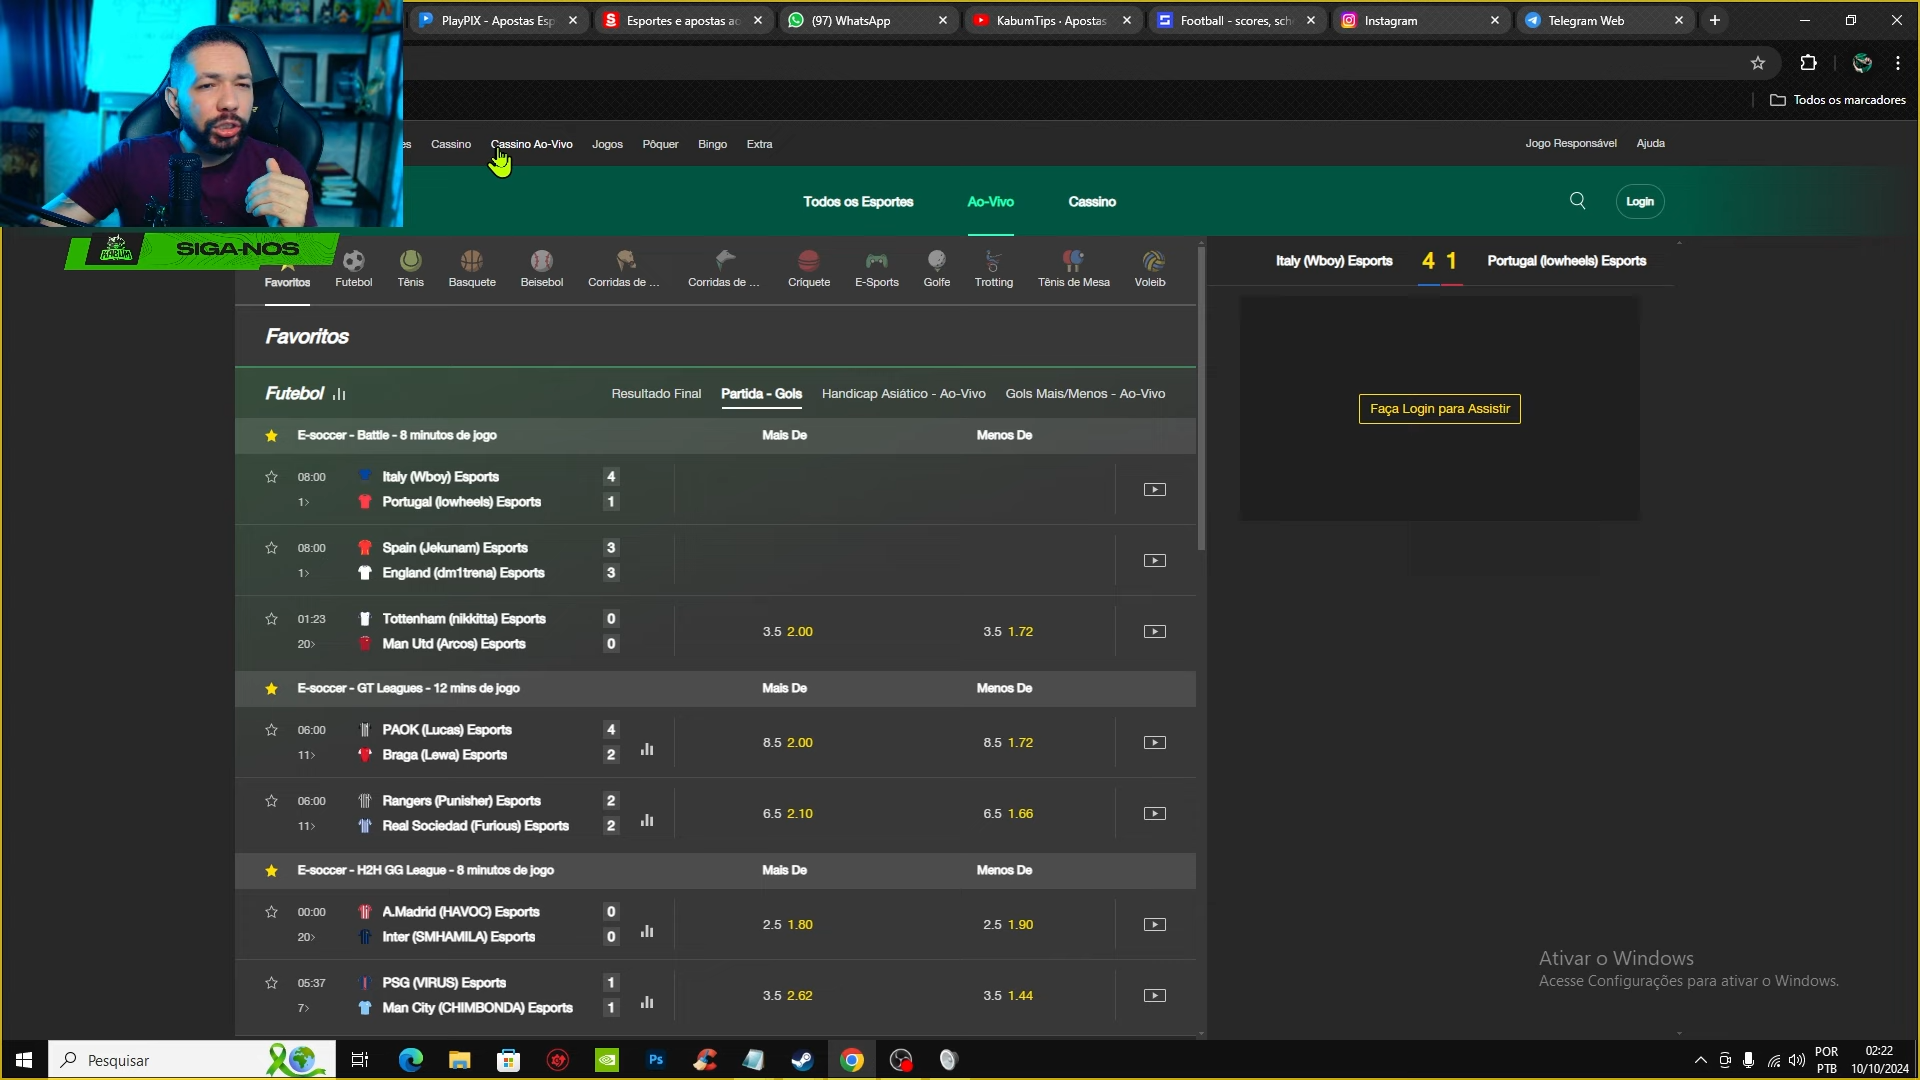 PlayPIX - Apostas Esp
Esportes e apostas ao
(97) WhatsApp
KabumTips · Apostas
Football - scores, sche
Instagram
Telegram Web
Todos os marcadores
es
Cassino
Cassino Ao-Vivo
Jogos
Pôquer
Bingo
Extra
Jogo Responsável
Ajuda
Todos os Esportes
Ao-Vivo
Cassino
Login
KABUM
SIGA-NOS
Favoritos
Futebol
Tênis
Basquete
Beisebol
Corridas de ...
Corridas de ...
Críquete
E-Sports
Golfe
Trotting
Tênis de Mesa
Voleib
Italy (Wboy) Esports
4 1
Portugal (lowheels) Esports
Faça Login para Assistir
Favoritos
Futebol
Resultado Final
Partida - Gols
Handicap Asiático - Ao-Vivo
Gols Mais/Menos - Ao-Vivo
E-soccer - Battle - 8 minutos de jogo
Mais De
Menos De
08:00 Italy (Wboy) Esports 4
1> Portugal (lowheels) Esports 1
08:00 Spain (Jekunam) Esports 3
1> England (dm1trena) Esports 3
01:23 Tottenham (nikkitta) Esports 0
20> Man Utd (Arcos) Esports 0
3.5 2.00
3.5 1.72
E-soccer - GT Leagues - 12 mins de jogo
Mais De
Menos De
06:00 PAOK (Lucas) Esports 4
11> Braga (Lewa) Esports 2
8.5 2.00
8.5 1.72
06:00 Rangers (Punisher) Esports 2
11> Real Sociedad (Furious) Esports 2
6.5 2.10
6.5 1.66
E-soccer - H2H GG League - 8 minutos de jogo
Mais De
Menos De
00:00 A.Madrid (HAVOC) Esports 0
20> Inter (SMHAMILA) Esports 0
2.5 1.80
2.5 1.90
05:37 PSG (VIRUS) Esports 1
7> Man City (CHIMBONDA) Esports 1
3.5 2.62
3.5 1.44
Ativar o Windows
Acesse Configurações para ativar o Windows.
Pesquisar
Ps
POR
PTB
02:22
10/10/2024